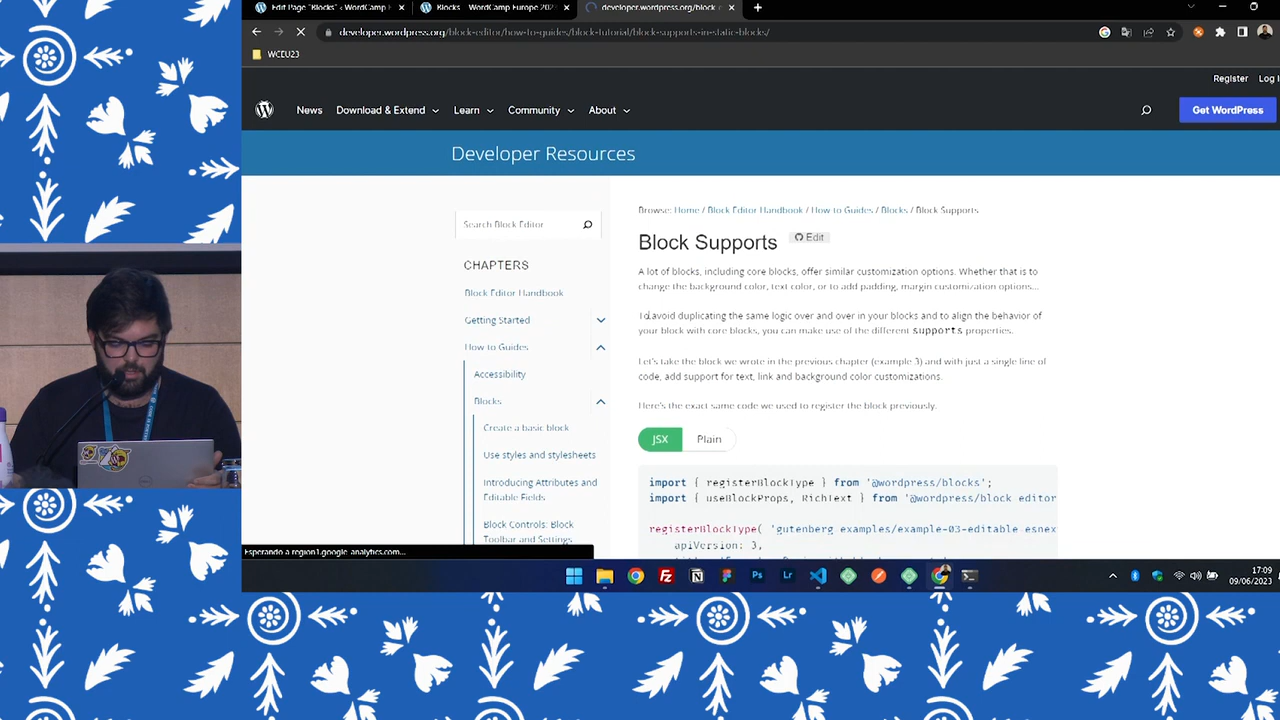 Edit Page "Blocks" ‹ WordCamp E
Blocks – WordCamp Europe 202
developer.wordpress.org/block-e
developer.wordpress.org/block-editor/how-to-guides/block-tutorial/block-supports-in-static-blocks/
WCEU23
Register
Log I
News
Download & Extend
Learn
Community
About
Get WordPress
Developer Resources
Search Block Editor
CHAPTERS
Block Editor Handbook
Getting Started
How to Guides
Accessibility
Blocks
Create a basic block
Use styles and stylesheets
Introducing Attributes and
Editable Fields
Block Controls: Block
Toolbar and Settings
Browse: Home / Block Editor Handbook / How to Guides / Blocks / Block Supports
Block Supports
Edit
A lot of blocks, including core blocks, offer similar customization options. Whether that is to
change the background color, text color, or to add padding, margin customization options…
To avoid duplicating the same logic over and over in your blocks and to align the behavior of
your block with core blocks, you can make use of the different supports properties.
Let's take the block we wrote in the previous chapter (example 3) and with just a single line of
code, add support for text, link and background color customizations.
Here's the exact same code we used to register the block previously.
JSX
Plain
import { registerBlockType } from '@wordpress/blocks';
import { useBlockProps, RichText } from '@wordpress/block-editor
registerBlockType( 'gutenberg-examples/example-03-editable-esnex
apiVersion: 3,
Esperando a region1.google-analytics.com...
Fz
N
Ps
Lr
17:09
09/06/2023
DELL